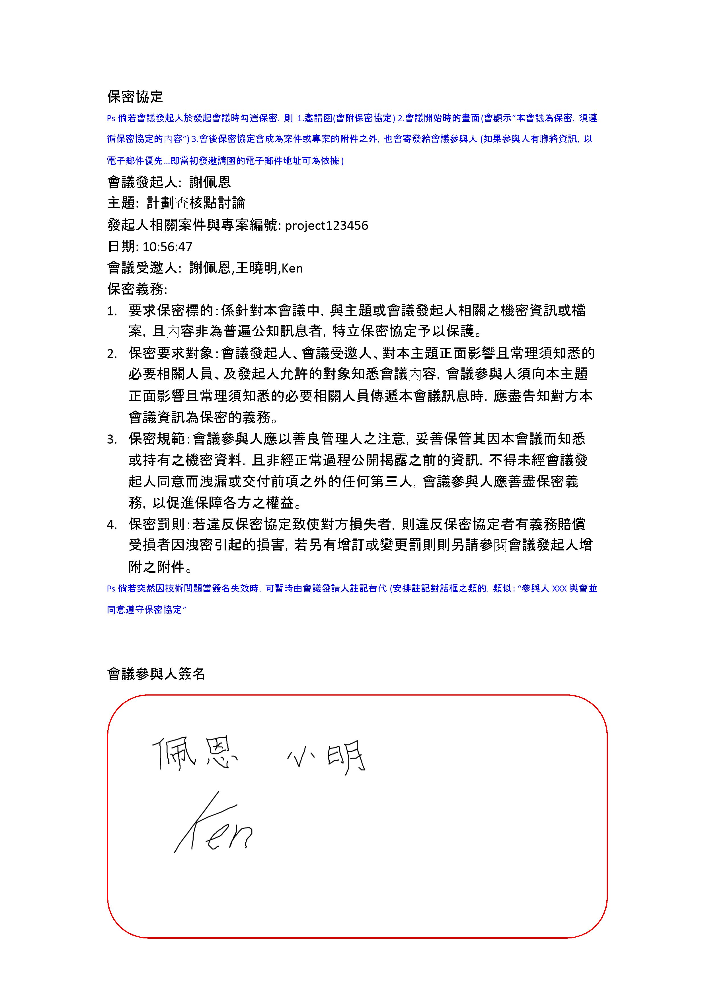 保密協定
Ps 倘若會議發起人於發起會議時勾選保密, 則 1.邀請函(會附保密協定) 2.會議開始時的畫面(會顯示"本會議為保密, 須遵
循保密協定的內容") 3.會後保密協定會成為案件或專案的附件之外, 也會寄發給會議參與人 (如果參與人有聯絡資訊, 以
電子郵件優先...即當初發邀請函的電子郵件地址可為依據)
會議發起人: 謝佩恩
主題: 計劃查核點討論
發起人相關案件與專案編號: project123456
日期: 10:56:47
會議受邀人: 謝佩恩,王曉明,Ken
保密義務:
1. 要求保密標的:係針對本會議中, 與主題或會議發起人相關之機密資訊或檔
案, 且內容非為普遍公知訊息者, 特立保密協定予以保護。
2. 保密要求對象:會議發起人、會議受邀人、對本主題正面影響且常理須知悉的
必要相關人員、及發起人允許的對象知悉會議內容, 會議參與人須向本主題
正面影響且常理須知悉的必要相關人員傳遞本會議訊息時, 應盡告知對方本
會議資訊為保密的義務。
3. 保密規範:會議參與人應以善良管理人之注意, 妥善保管其因本會議而知悉
或持有之機密資料, 且非經正常過程公開揭露之前的資訊, 不得未經會議發
起人同意而洩漏或交付前項之外的任何第三人, 會議參與人應善盡保密義
務, 以促進保障各方之權益。
4. 保密罰則:若違反保密協定致使對方損失者, 則違反保密協定者有義務賠償
受損者因洩密引起的損害, 若另有增訂或變更罰則則另請參閱會議發起人增
附之附件。
Ps 倘若突然因技術問題當簽名失效時, 可暫時由會議發請人註記替代 (安排註記對話框之類的, 類似: "參與人 XXX 與會並
同意遵守保密協定"
會議參與人簽名
佩恩 小明
Ken